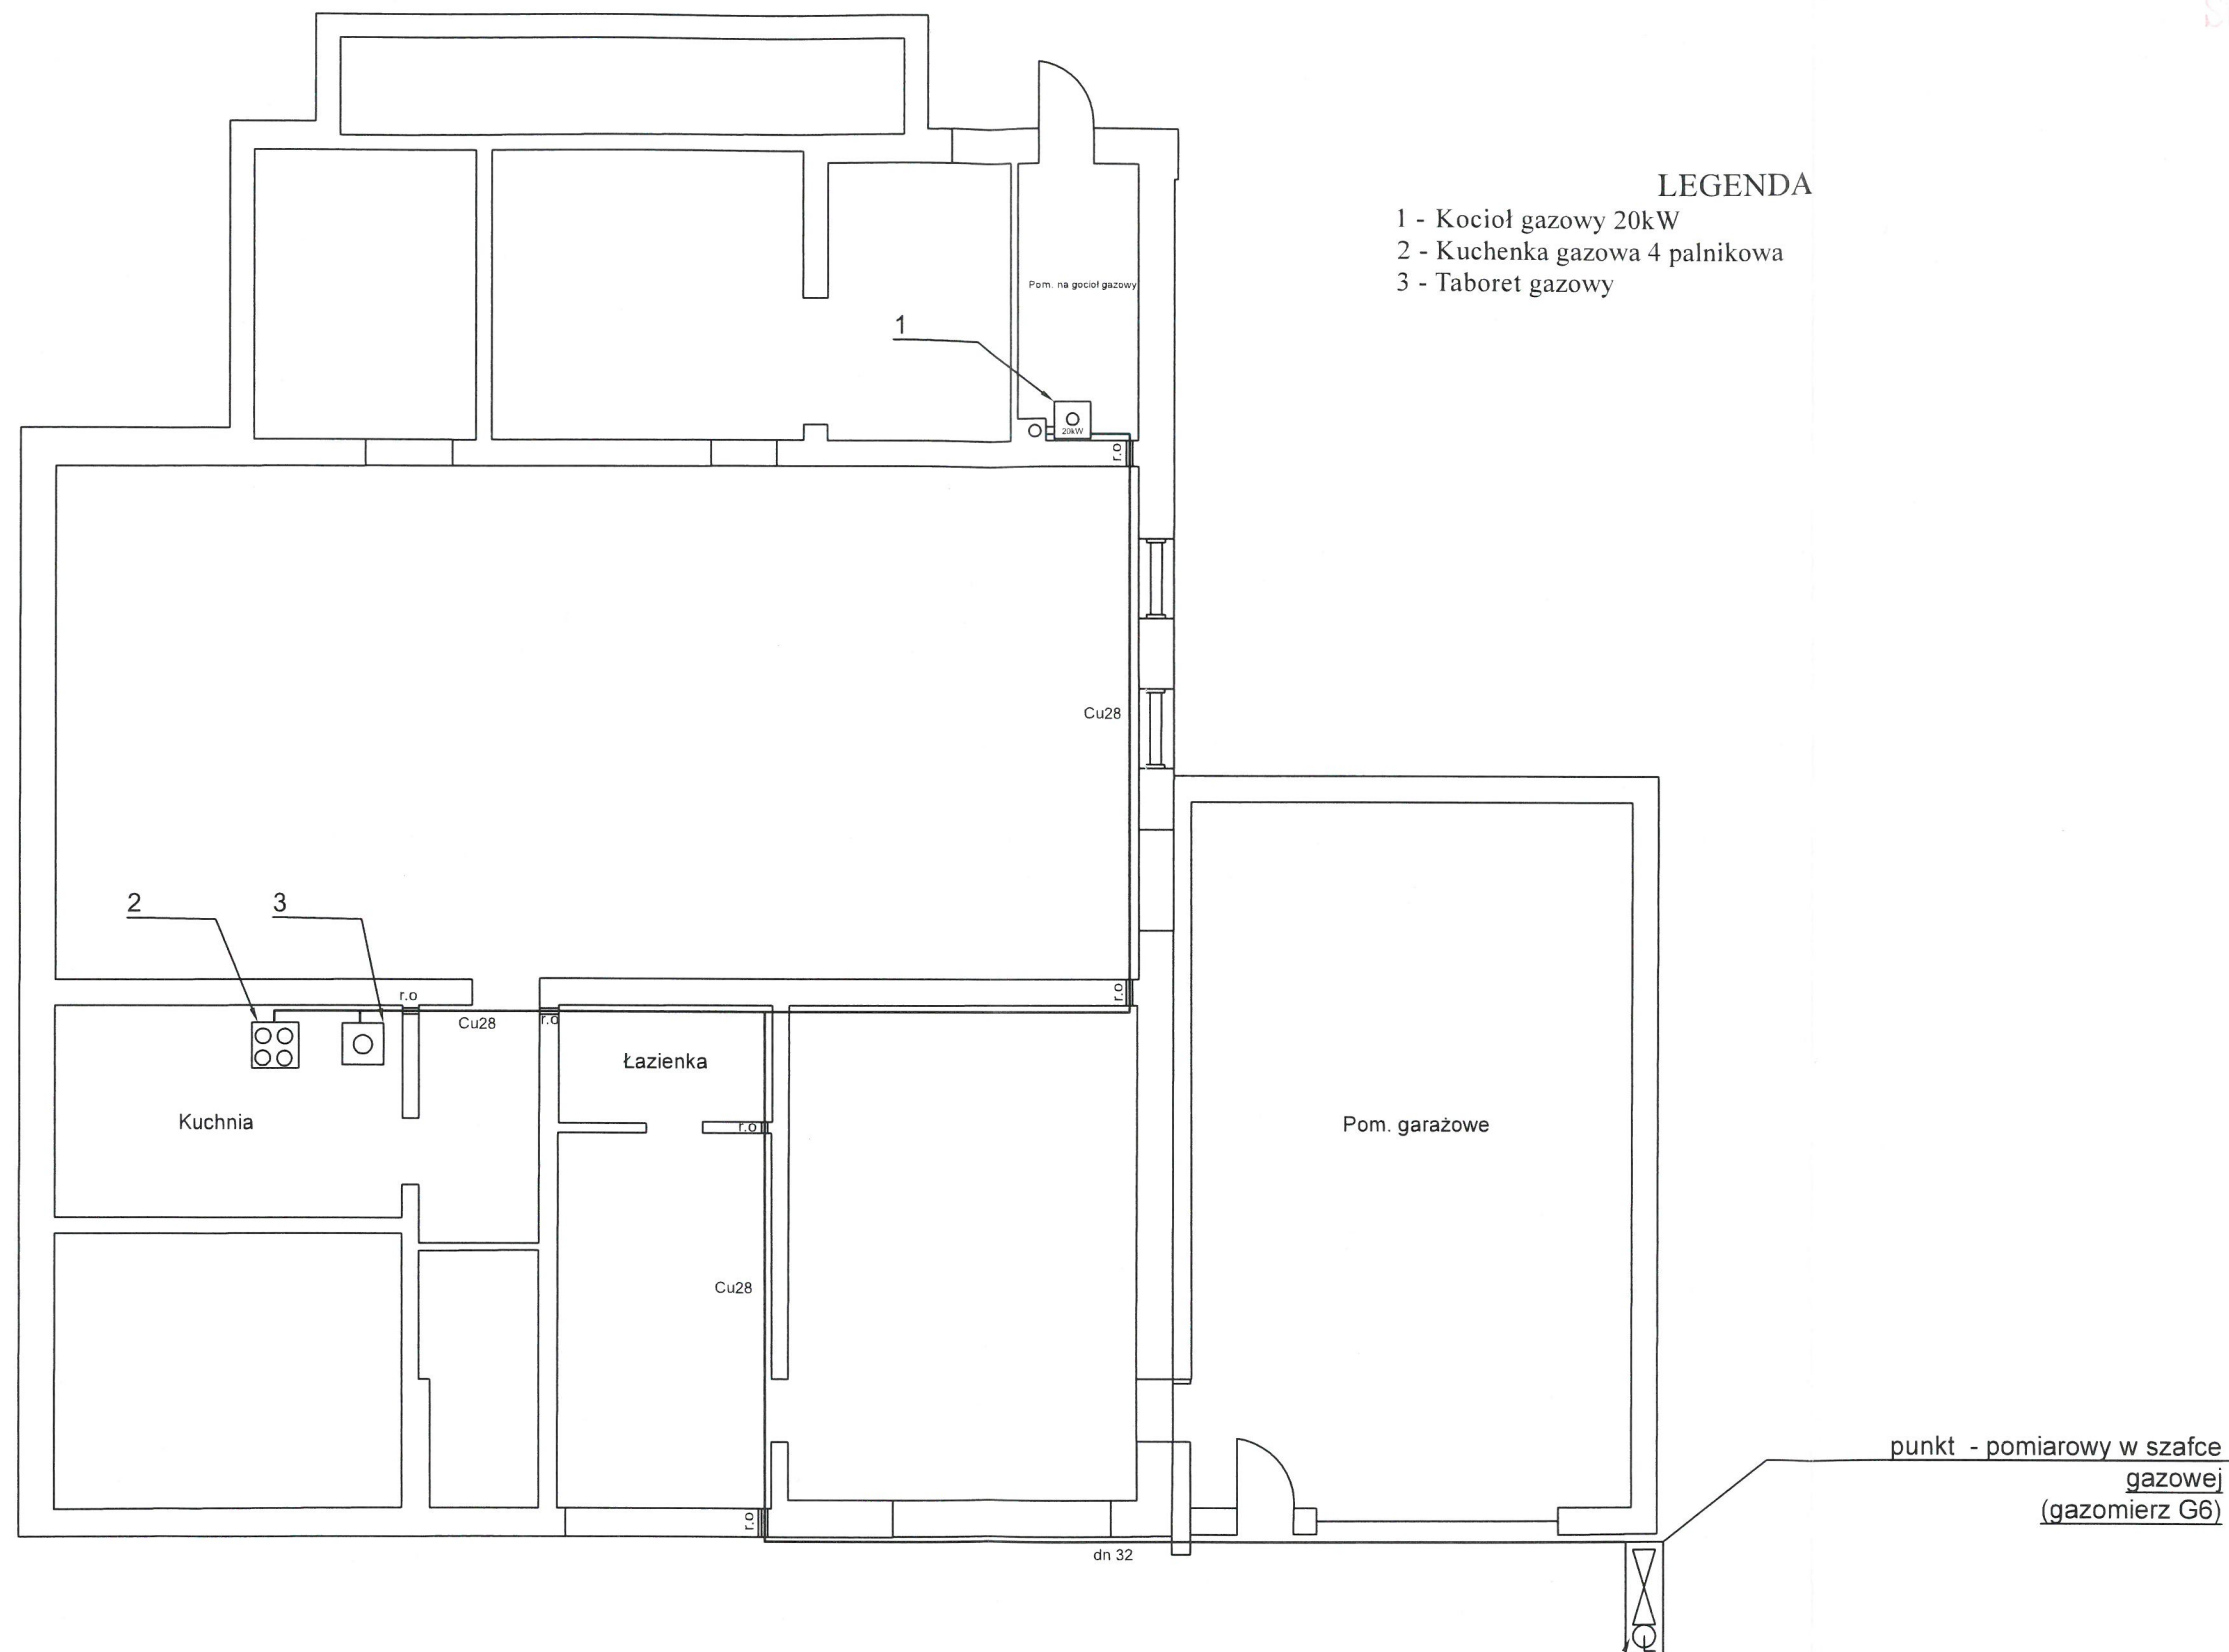 LEGENDA
1 - Kocioł gazowy 20kW
2 - Kuchenka gazowa 4 palnikowa
3 - Taboret gazowy
Pom. na gocioł gazowy
1
20kW
r.o
Cu28
2
3
r.o
r.o
Cu28
r.o
Łazienka
Kuchnia
r.o
Pom. garażowe
Cu28
punkt - pomiarowy w szafce
gazowej
(gazomierz G6)
r.o
dn 32